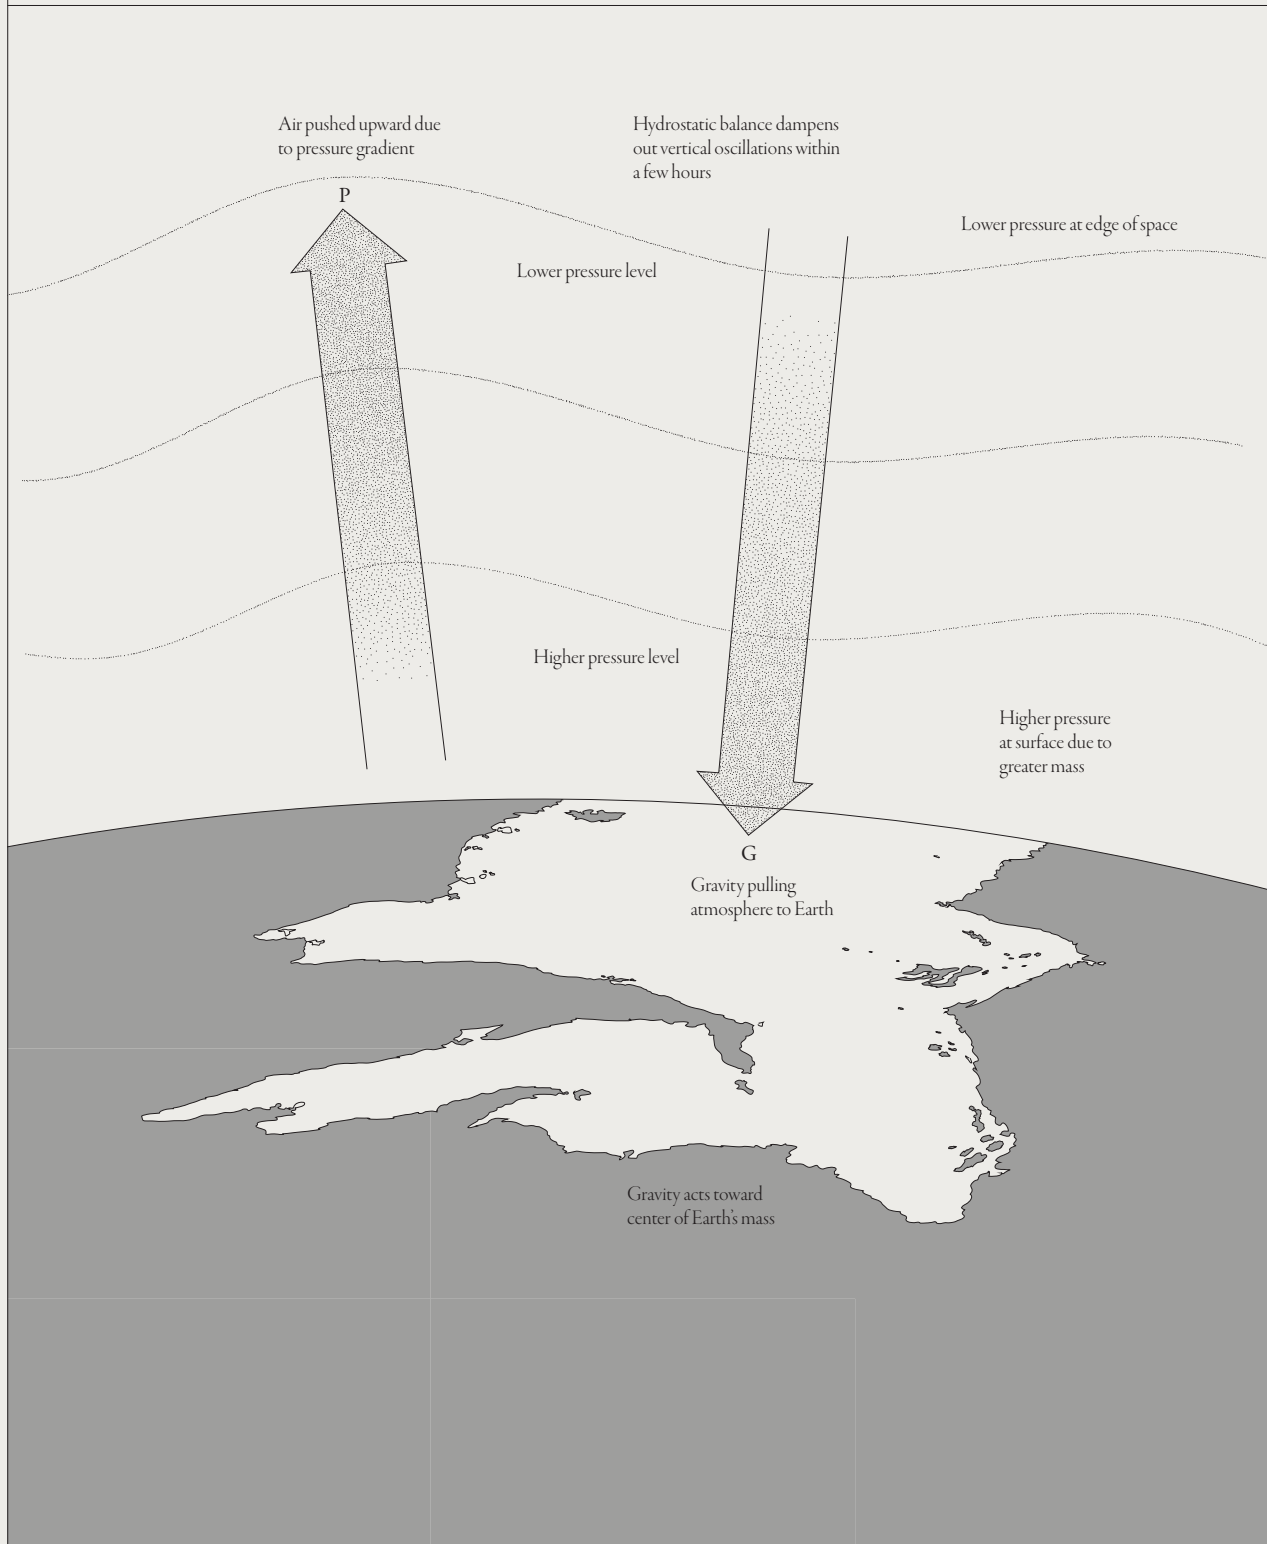 Air pushed upward due
to pressure gradient
Hydrostatic balance dampens
out vertical oscillations within
a few hours
P
Lower pressure at edge of space
Lower pressure level
Higher pressure level
Higher pressure
at surface due to
greater mass
G
Gravity pulling
atmosphere to Earth
Gravity acts toward
center of Earth’s mass